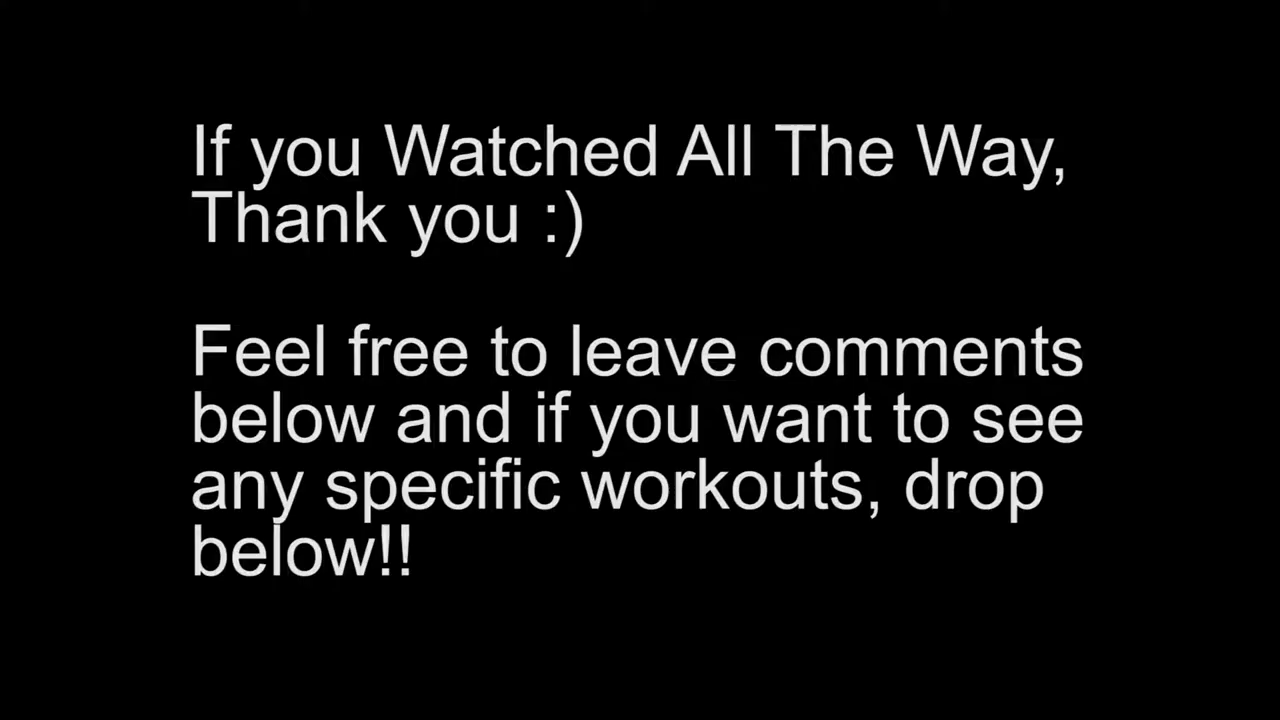 If you Watched All The Way,
Thank you :)
Feel free to leave comments
below and if you want to see
any specific workouts, drop
below!!